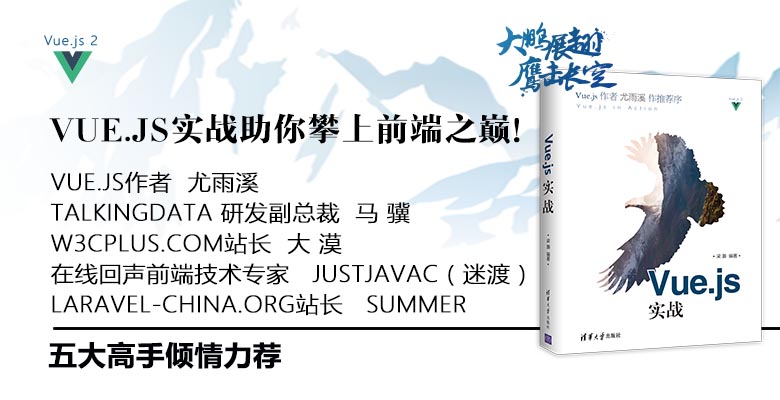 Vue.js 2
大鹏展翅
鹰击长空
VUE.JS实战助你攀上前端之巅!
VUE.JS作者 尤雨溪
TALKINGDATA 研发副总裁 马 骥
W3CPLUS.COM站长 大 漠
在线回声前端技术专家 JUSTJAVAC（迷渡）
LARAVEL-CHINA.ORG站长 SUMMER
五大高手倾情力荐
Vue.js 作者 尤雨溪 作推荐序
Vue.js in Action
Vue.js 实战
梁灏 编著
Vue.js
实战
清华大学出版社